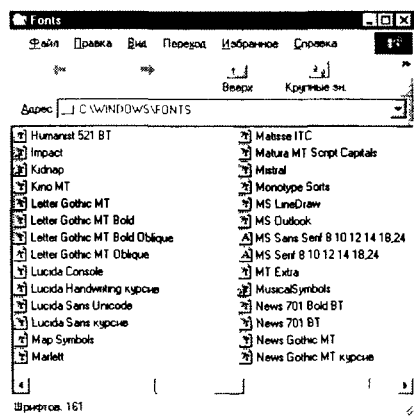 Fonts
Файл Правка Вид Переход Избранное Справка
Вверх Крупные зн.
Адрес C:\WINDOWS\FONTS
Humanist 521 BT
Impact
Kidnap
Kino MT
Letter Gothic MT
Letter Gothic MT Bold
Letter Gothic MT Bold Oblique
Letter Gothic MT Oblique
Lucida Console
Lucida Handwriting курсив
Lucida Sans Unicode
Lucida Sans курсив
Map Symbols
Marlett
Matisse ITC
Matura MT Script Capitals
Mistral
Monotype Sorts
MS LineDraw
MS Outlook
MS Sans Serif 8 10 12 14 18,24
MS Serif 8 10 12 14 18,24
MT Extra
MusicalSymbols
News 701 Bold BT
News 701 BT
News Gothic MT
News Gothic MT курсив
Шрифтов. 161